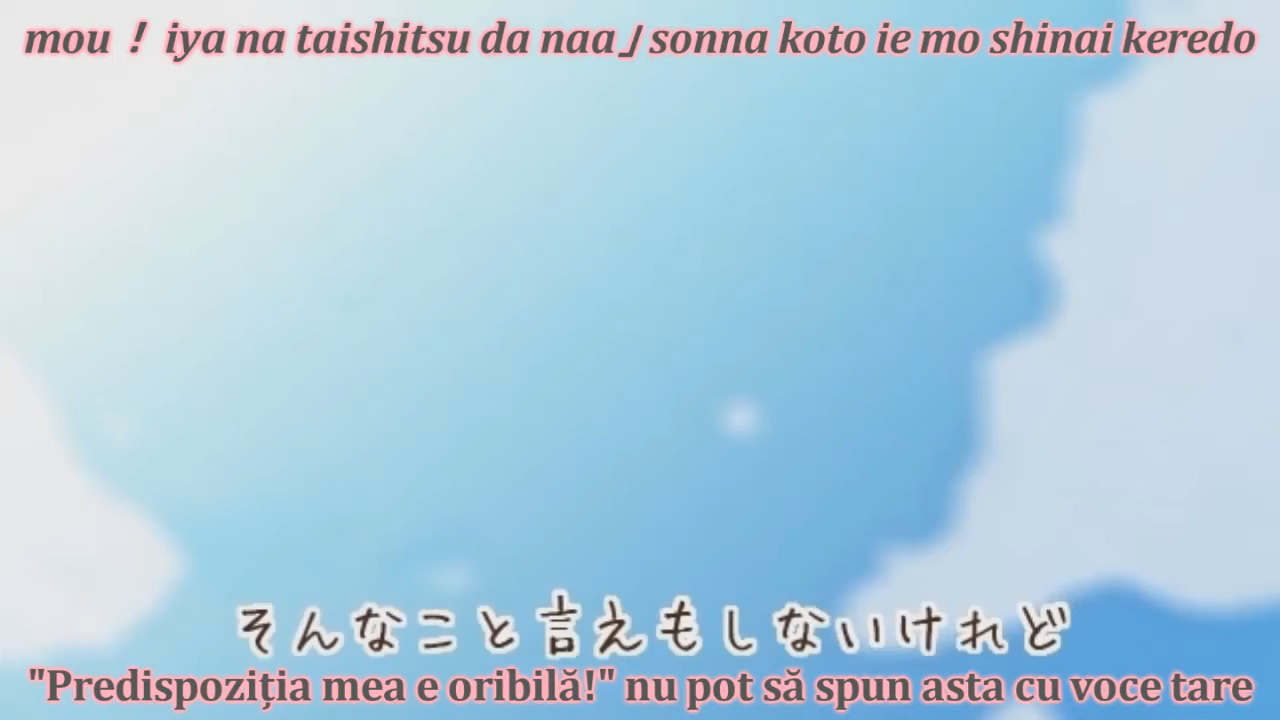 mou！ iya na taishitsu da naa」sonna koto ie mo shinai keredo
そんなこと言えもしないけれど
"Predispoziția mea e oribilă!" nu pot să spun asta cu voce tare